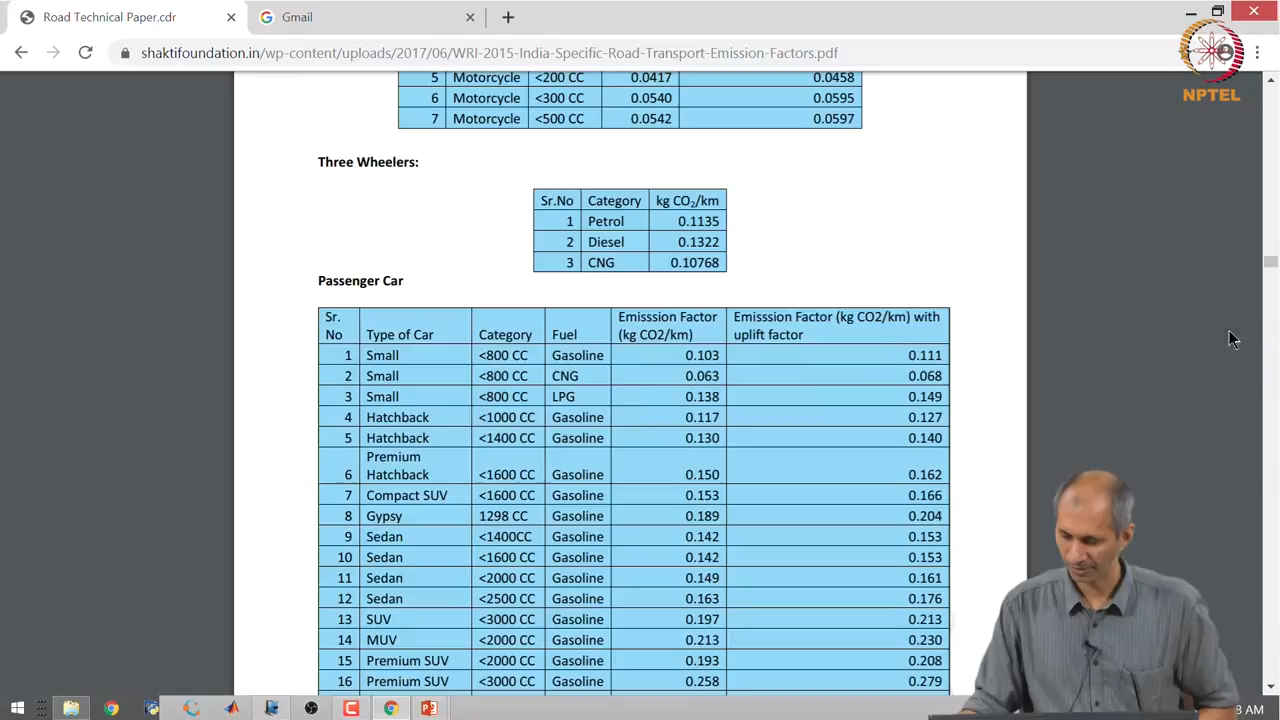 Road Technical Paper.cdr
Gmail
shaktifoundation.in/wp-content/uploads/2017/06/WRI-2015-India-Specific-Road-Transport-Emission-Factors.pdf
NPTEL
5 Motorcycle <200 CC 0.0417 0.0458
6 Motorcycle <300 CC 0.0540 0.0595
7 Motorcycle <500 CC 0.0542 0.0597
Three Wheelers:
Sr.No Category kg CO₂/km
1 Petrol 0.1135
2 Diesel 0.1322
3 CNG 0.10768
Passenger Car
Sr. No Type of Car Category Fuel Emisssion Factor (kg CO2/km) Emisssion Factor (kg CO2/km) with uplift factor
1 Small <800 CC Gasoline 0.103 0.111
2 Small <800 CC CNG 0.063 0.068
3 Small <800 CC LPG 0.138 0.149
4 Hatchback <1000 CC Gasoline 0.117 0.127
5 Hatchback <1400 CC Gasoline 0.130 0.140
6 Premium Hatchback <1600 CC Gasoline 0.150 0.162
7 Compact SUV <1600 CC Gasoline 0.153 0.166
8 Gypsy 1298 CC Gasoline 0.189 0.204
9 Sedan <1400CC Gasoline 0.142 0.153
10 Sedan <1600 CC Gasoline 0.142 0.153
11 Sedan <2000 CC Gasoline 0.149 0.161
12 Sedan <2500 CC Gasoline 0.163 0.176
13 SUV <3000 CC Gasoline 0.197 0.213
14 MUV <2000 CC Gasoline 0.213 0.230
15 Premium SUV <2000 CC Gasoline 0.193 0.208
16 Premium SUV <3000 CC Gasoline 0.258 0.279
8 AM